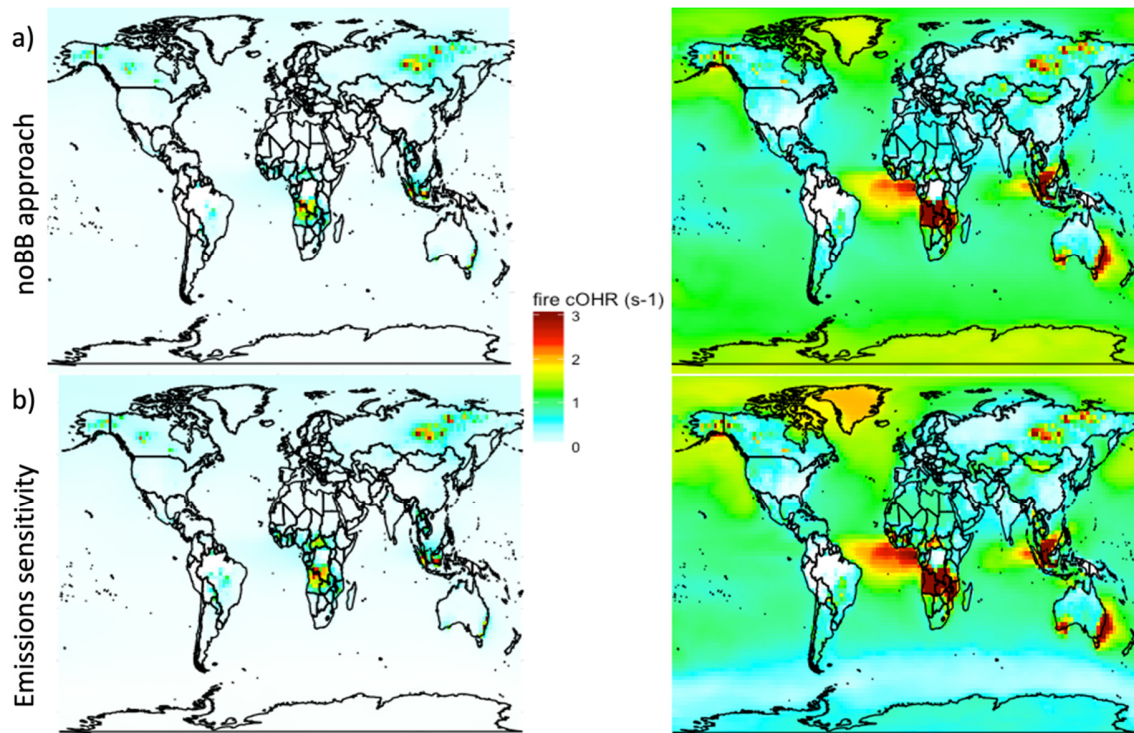 a)
noBB approach
fire cOHR (s-1)
3
2
1
0
b)
Emissions sensitivity